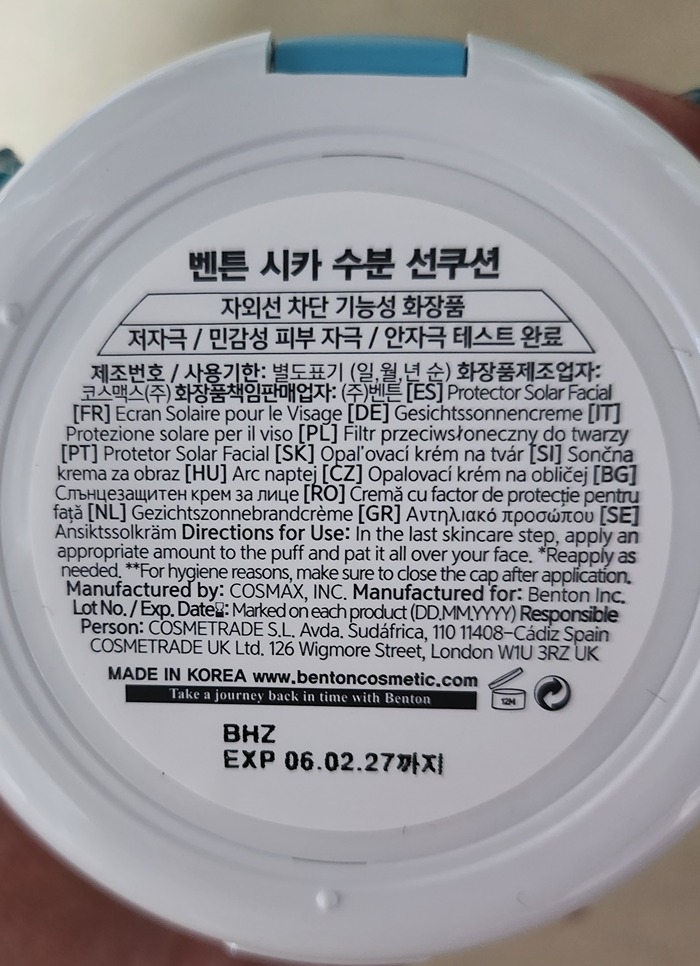 벤튼 시카 수분 선쿠션
자외선 차단 기능성 화장품
저자극 / 민감성 피부 자극 / 안자극 테스트 완료
제조번호 / 사용기한: 별도표기 (일,월,년 순) 화장품제조업자:
코스맥스(주) 화장품책임판매업자: (주)벤튼 [ES] Protector Solar Facial
[FR] Ecran Solaire pour le Visage [DE] Gesichtssonnencreme [IT]
Protezione solare per il viso [PL] Filtr przeciwsłoneczny do twarzy
[PT] Protetor Solar Facial [SK] Opaľovací krém na tvár [SI] Sončna
krema za obraz [HU] Arc naptej [CZ] Opalovací krém na obličej [BG]
Слънцезащитен крем за лице [RO] Cremă cu factor de protecție pentru
față [NL] Gezichtszonnebrandcrème [GR] Αντηλιακό προσώπου [SE]
Ansiktssolkräm Directions for Use: In the last skincare step, apply an
appropriate amount to the puff and pat it all over your face. *Reapply as
needed. **For hygiene reasons, make sure to close the cap after application.
Manufactured by: COSMAX, INC. Manufactured for: Benton Inc.
Lot No. / Exp. Date⌛: Marked on each product (DD.MM.YYYY) Responsible
Person: COSMETRADE S.L. Avda. Sudáfrica, 110 11408-Cádiz Spain
COSMETRADE UK Ltd. 126 Wigmore Street, London W1U 3RZ UK
MADE IN KOREA www.bentoncosmetic.com
Take a journey back in time with Benton
12M
BHZ
EXP 06.02.27까지